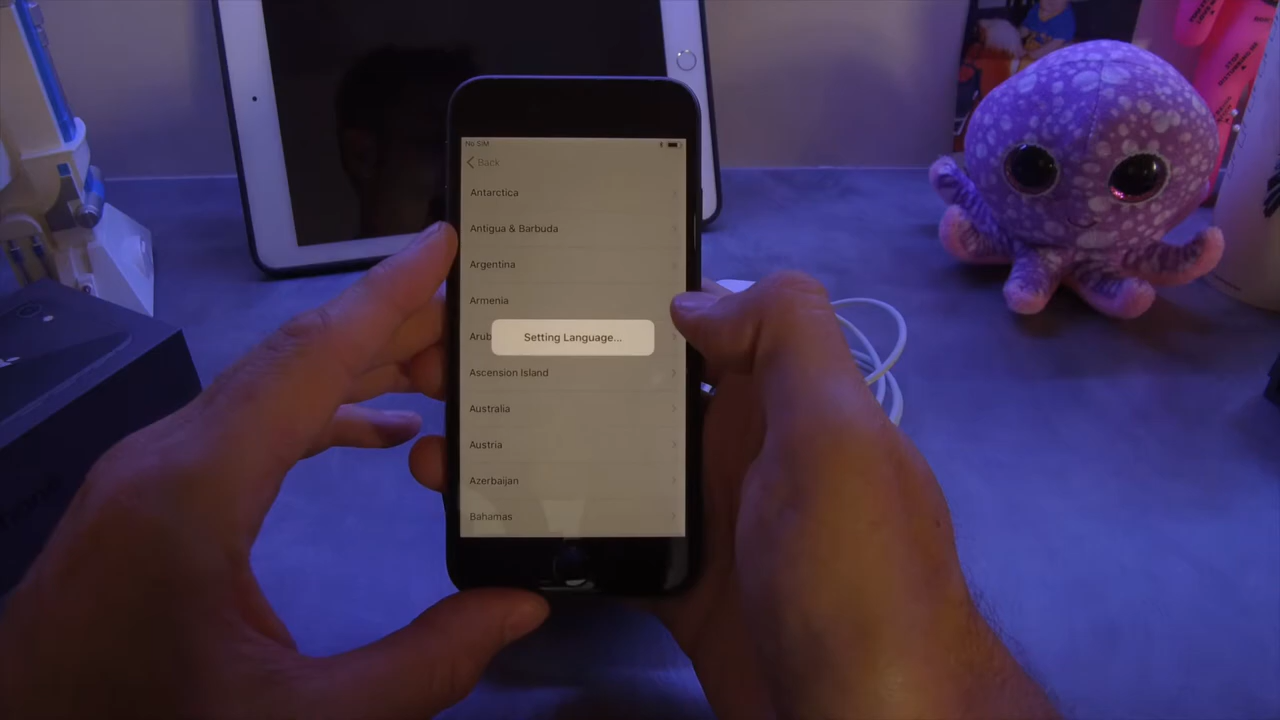 No SIM
Back
Antarctica
Antigua & Barbuda
Argentina
Armenia
Arub
Setting Language...
Ascension Island
Australia
Austria
Azerbaijan
Bahamas